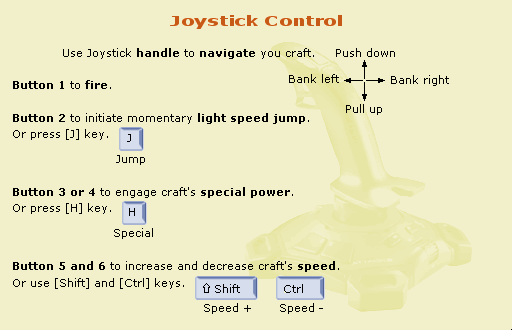 Joystick Control
Use Joystick handle to navigate you craft.
Push down
Bank left
Bank right
Pull up
Button 1 to fire.
Button 2 to initiate momentary light speed jump.
Or press [J] key.
J
Jump
Button 3 or 4 to engage craft's special power.
Or press [H] key.
H
Special
Button 5 and 6 to increase and decrease craft's speed.
Or use [Shift] and [Ctrl] keys.
⇧ Shift
Ctrl
Speed +
Speed -